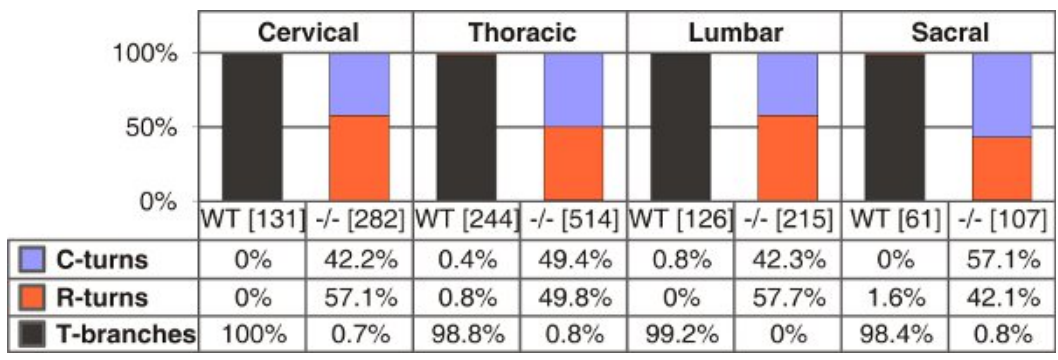 Cervical Thoracic Lumbar Sacral
100%
50%
0%
WT [131] -/- [282] WT [244] -/- [514] WT [126] -/- [215] WT [61] -/- [107]
C-turns 0% 42.2% 0.4% 49.4% 0.8% 42.3% 0% 57.1%
R-turns 0% 57.1% 0.8% 49.8% 0% 57.7% 1.6% 42.1%
T-branches 100% 0.7% 98.8% 0.8% 99.2% 0% 98.4% 0.8%